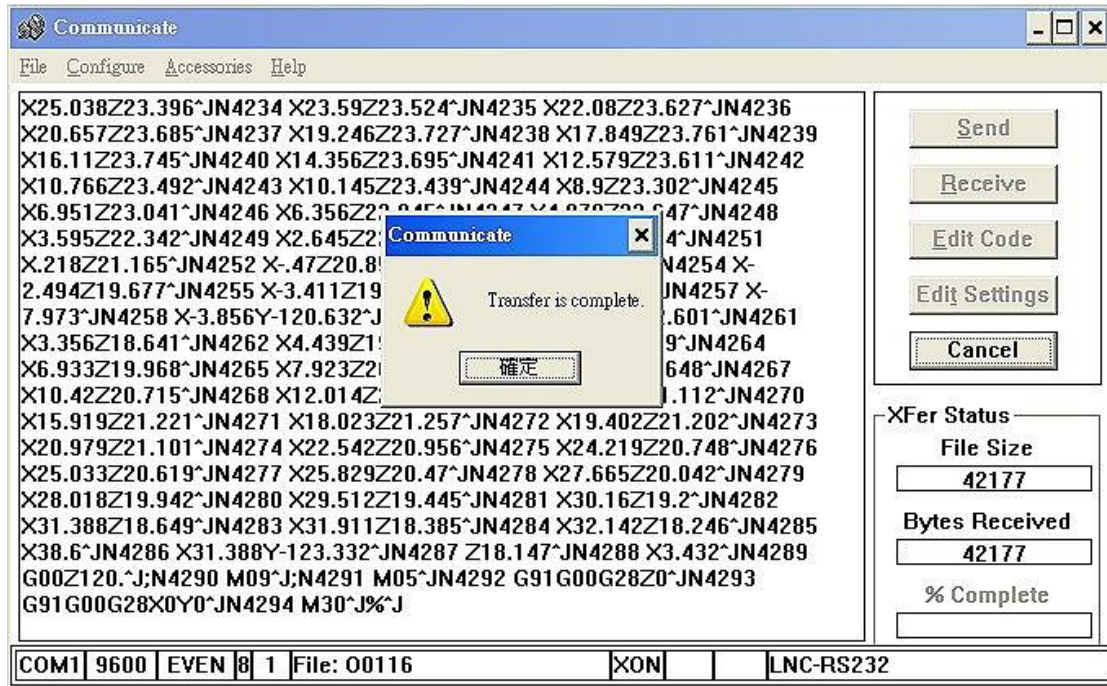 Communicate
File Configure Accessories Help
X25.038Z23.396^JN4234 X23.59Z23.524^JN4235 X22.08Z23.627^JN4236
X20.657Z23.685^JN4237 X19.246Z23.727^JN4238 X17.849Z23.761^JN4239
X16.11Z23.745^JN4240 X14.356Z23.695^JN4241 X12.579Z23.611^JN4242
X10.766Z23.492^JN4243 X10.145Z23.439^JN4244 X8.9Z23.302^JN4245
X6.951Z23.041^JN4246 X6.356Z2 47^JN4248
X3.595Z22.342^JN4249 X2.645Z2 4^JN4251
X.218Z21.165^JN4252 X-.47Z20.8 N4254 X-
2.494Z19.677^JN4255 X-3.411Z19 JN4257 X-
7.973^JN4258 X-3.856Y-120.632^J .601^JN4261
X3.356Z18.641^JN4262 X4.439Z1 9^JN4264
X6.933Z19.968^JN4265 X7.923Z2 648^JN4267
X10.42Z20.715^JN4268 X12.014Z .112^JN4270
X15.919Z21.221^JN4271 X18.023Z21.257^JN4272 X19.402Z21.202^JN4273
X20.979Z21.101^JN4274 X22.542Z20.956^JN4275 X24.219Z20.748^JN4276
X25.033Z20.619^JN4277 X25.829Z20.47^JN4278 X27.665Z20.042^JN4279
X28.018Z19.942^JN4280 X29.512Z19.445^JN4281 X30.16Z19.2^JN4282
X31.388Z18.649^JN4283 X31.911Z18.385^JN4284 X32.142Z18.246^JN4285
X38.6^JN4286 X31.388Y-123.332^JN4287 Z18.147^JN4288 X3.432^JN4289
G00Z120.^J;N4290 M09^J;N4291 M05^JN4292 G91G00G28Z0^JN4293
G91G00G28X0Y0^JN4294 M30^J%^J
Communicate
Transfer is complete.
確定
Send
Receive
Edit Code
Edit Settings
Cancel
XFer Status
File Size
42177
Bytes Received
42177
% Complete
COM1 9600 EVEN 8 1 File: O0116 XON LNC-RS232